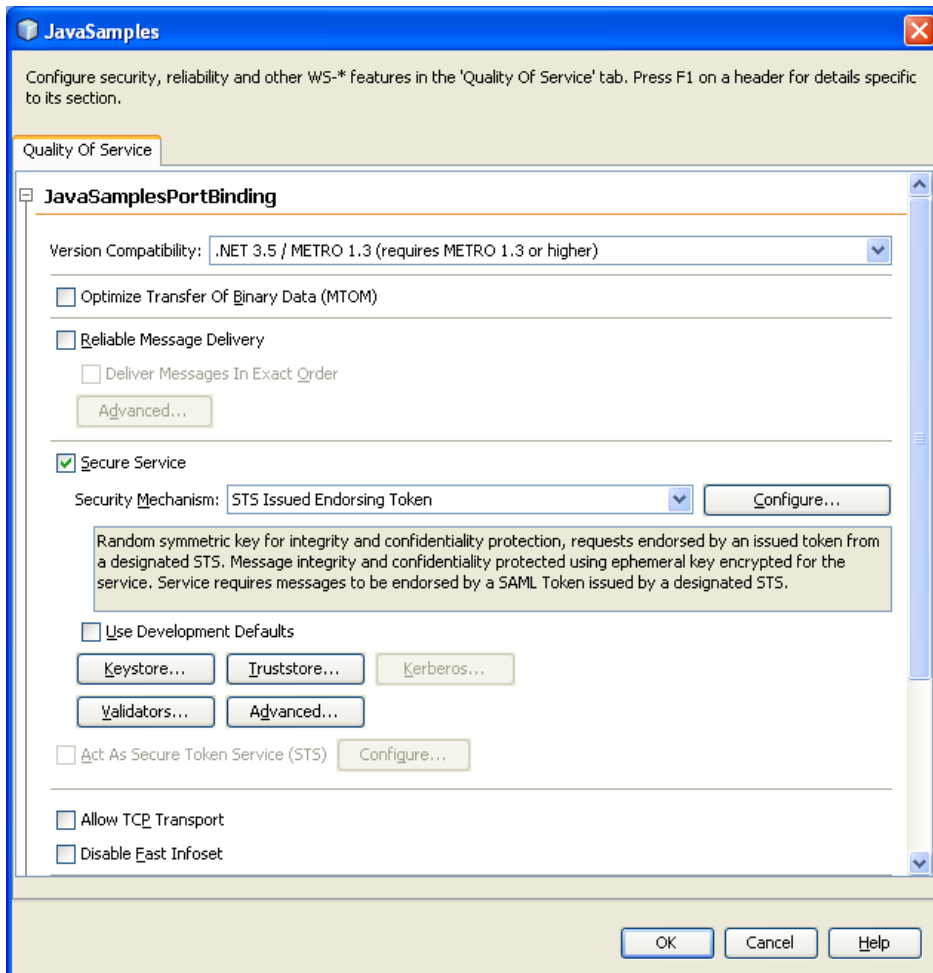 JavaSamples
Configure security, reliability and other WS-* features in the 'Quality Of Service' tab. Press F1 on a header for details specific
to its section.
Quality Of Service
JavaSamplesPortBinding
Version Compatibility: .NET 3.5 / METRO 1.3 (requires METRO 1.3 or higher)
Optimize Transfer Of Binary Data (MTOM)
Reliable Message Delivery
Deliver Messages In Exact Order
Advanced...
Secure Service
Security Mechanism: STS Issued Endorsing Token Configure...
Random symmetric key for integrity and confidentiality protection, requests endorsed by an issued token from
a designated STS. Message integrity and confidentiality protected using ephemeral key encrypted for the
service. Service requires messages to be endorsed by a SAML Token issued by a designated STS.
Use Development Defaults
Keystore... Truststore... Kerberos...
Validators... Advanced...
Act As Secure Token Service (STS) Configure...
Allow TCP Transport
Disable Fast Infoset
OK Cancel Help